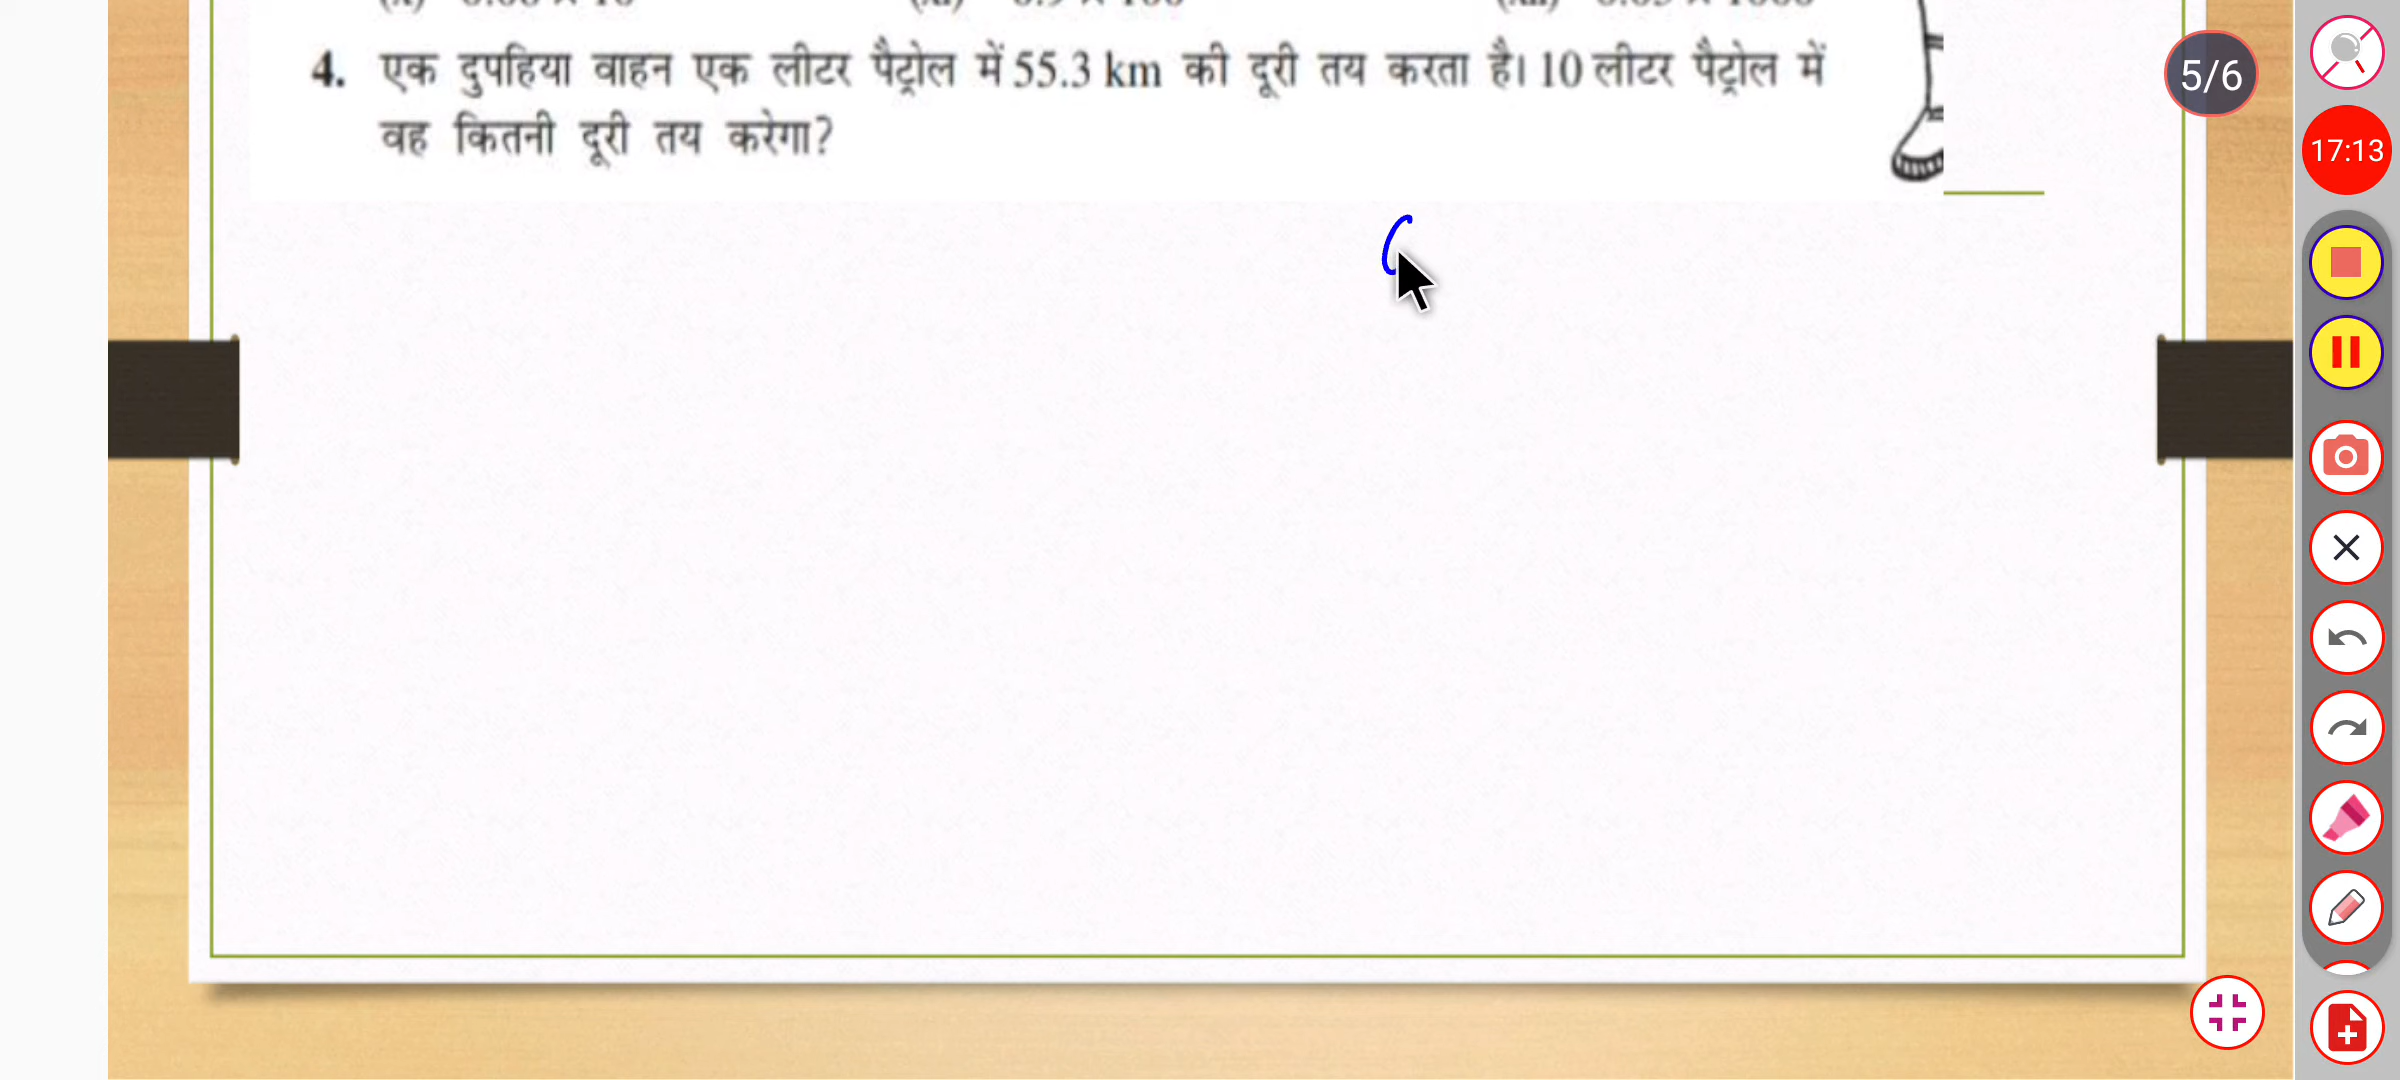 4. एक दुपहिया वाहन एक लीटर पैट्रोल में 55.3 km की दूरी तय करता है। 10 लीटर पैट्रोल में
वह कितनी दूरी तय करेगा?
5/6
17:13